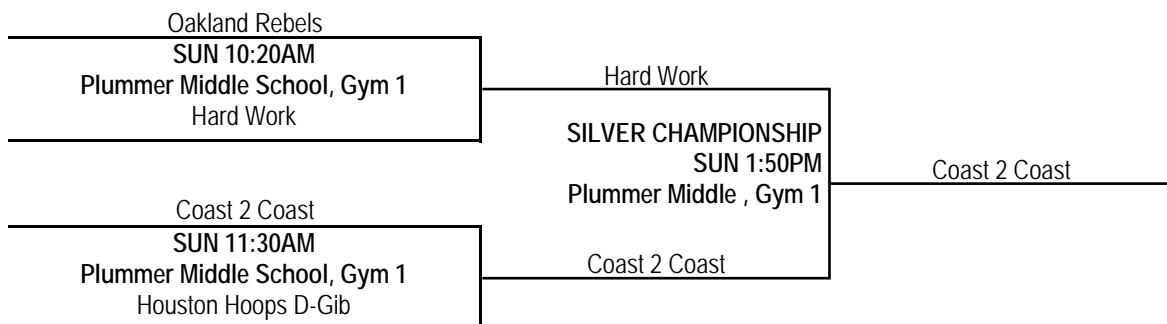 Oakland Rebels
SUN 10:20AM
Plummer Middle School, Gym 1
Hard Work
Hard Work
SILVER CHAMPIONSHIP
SUN 1:50PM
Plummer Middle , Gym 1
Coast 2 Coast
Coast 2 Coast
SUN 11:30AM
Plummer Middle School, Gym 1
Houston Hoops D-Gib
Coast 2 Coast